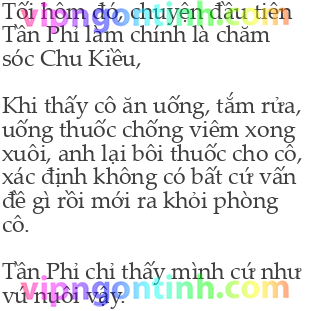 Tối hôm đó, chuyện đầu tiên
Tần Phỉ làm chính là chăm
sóc Chu Kiều,
Khi thấy cô ăn uống, tắm rửa,
uống thuốc chống viêm xong
xuôi, anh lại bôi thuốc cho cô,
xác định không có bất cứ vấn
đề gì rồi mới ra khỏi phòng
cô.
Tần Phỉ chỉ thấy mình cứ như
vú nuôi vậy.
vipngontinh.com
vipngontinh.com